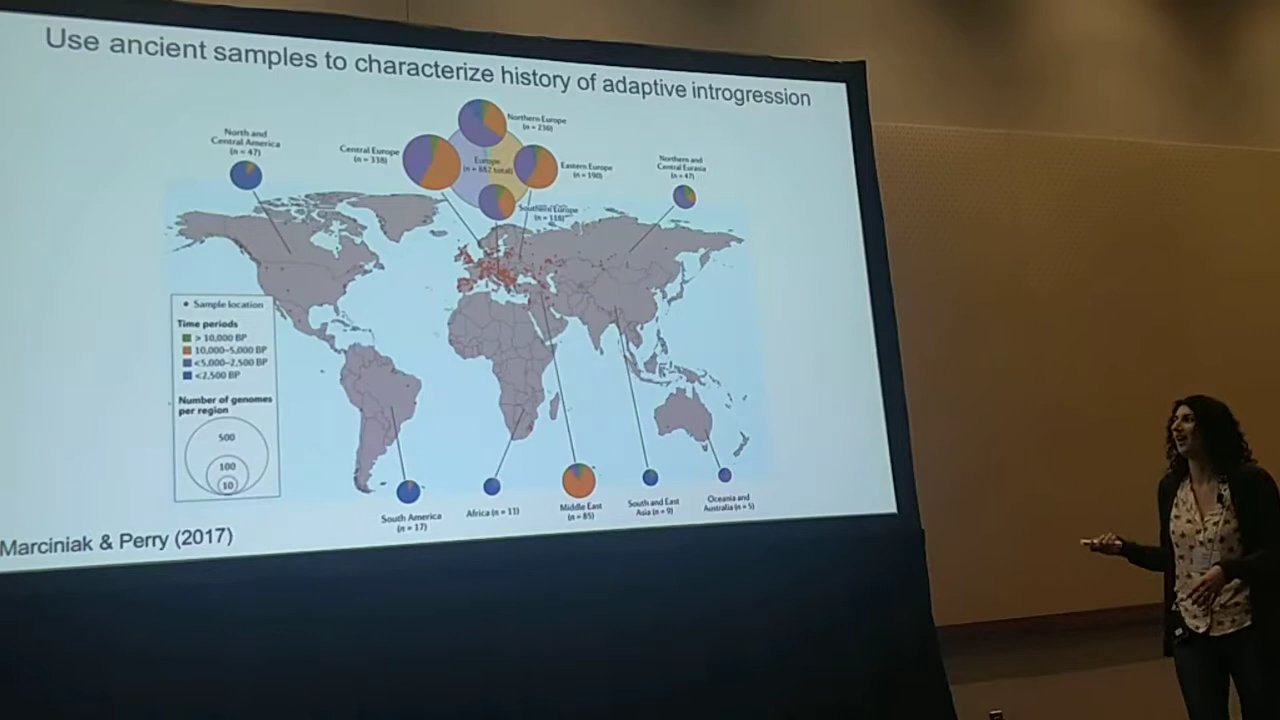 Use ancient samples to characterize history of adaptive introgression
North and
Central America
(n = 47)
Central Europe
(n = 338)
Northern Europe
(n = 236)
Europe
(n = 882 total)
Eastern Europe
(n = 190)
Southern Europe
(n = 118)
Northern and
Central Eurasia
(n = 47)
Sample location
Time periods
> 10,000 BP
10,000–5,000 BP
<5,000–2,500 BP
<2,500 BP
Number of genomes
per region
500
100
10
South America
(n = 17)
Africa (n = 11)
Middle East
(n = 85)
South and East
Asia (n = 9)
Oceania and
Australia (n = 5)
Marciniak & Perry (2017)